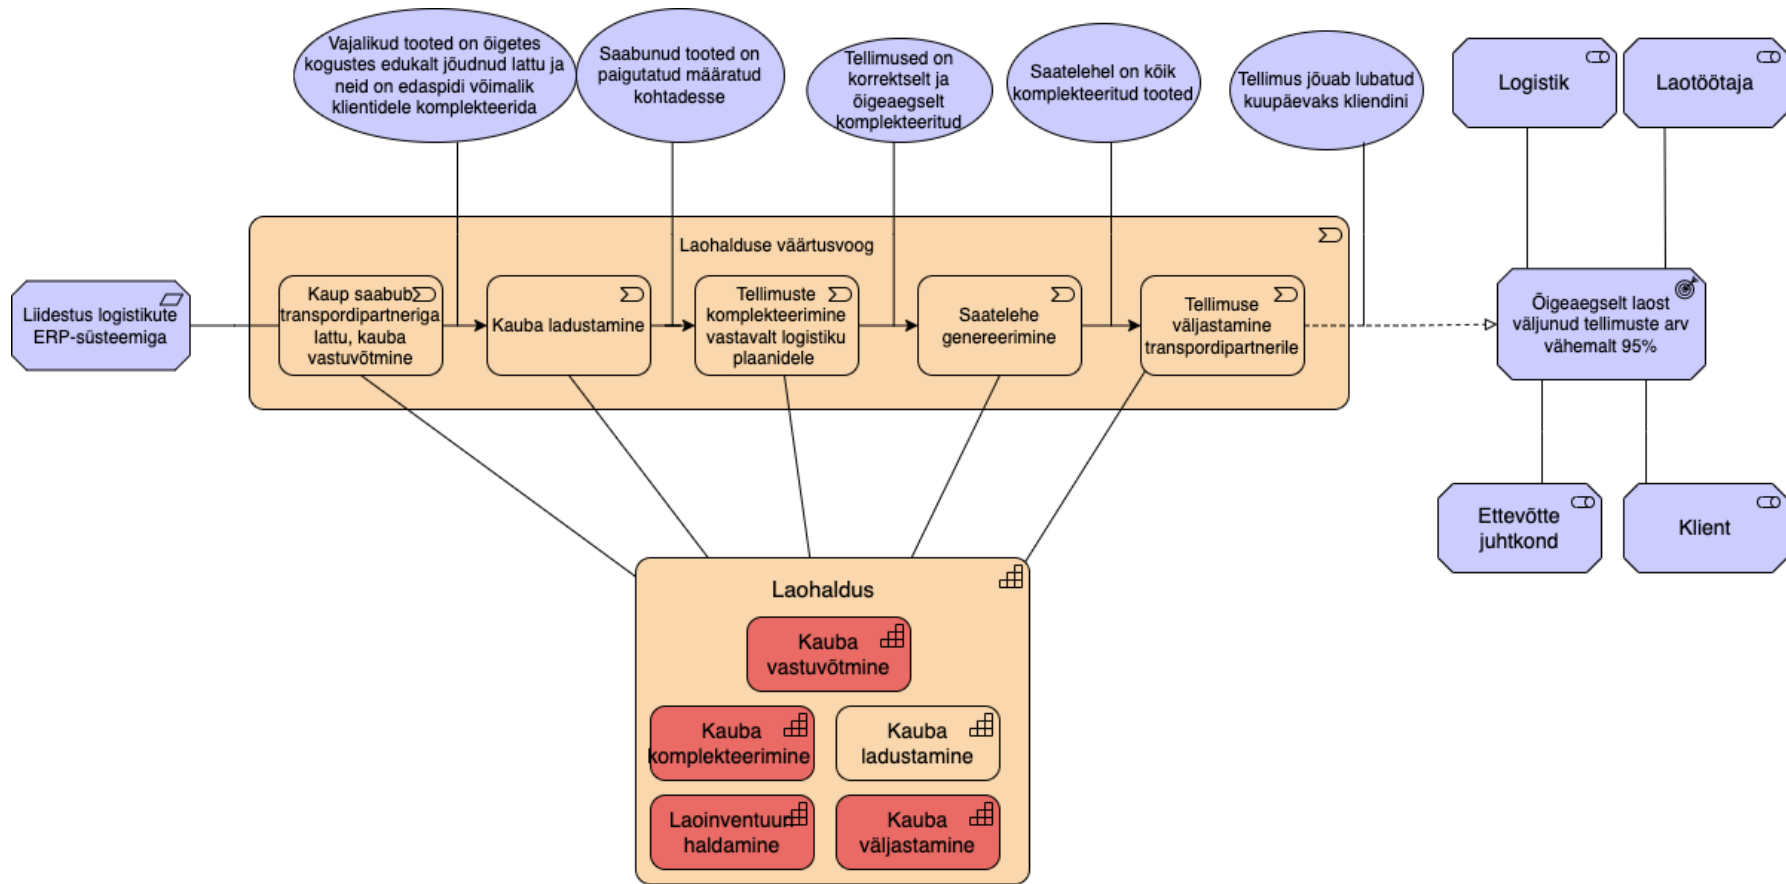 Vajalikud tooted on õigetes
kogustes edukalt jõudnud lattu ja
neid on edaspidi võimalik
klientidele komplekteerida
Saabunud tooted on
paigutatud määratud
kohtadesse
Tellimused on
korrektselt ja
õigeaegselt
komplekteeritud
Saatelehel on kõik
komplekteeritud tooted
Tellimus jõuab lubatud
kuupäevaks kliendini
Logistik
Laotöötaja
Laohalduse väärtusvoog
Liidestus logistikute
ERP-süsteemiga
Kaup saabub
transpordipartneriga
lattu, kauba
vastuvõtmine
Kauba ladustamine
Tellimuste
komplekteerimine
vastavalt logistiku
plaanidele
Saatelehe
genereerimine
Tellimuse
väljastamine
transpordipartnerile
Õigeaegselt laost
väljunud tellimuste arv
vähemalt 95%
Ettevõtte
juhtkond
Klient
Laohaldus
Kauba
vastuvõtmine
Kauba
komplekteerimine
Kauba
ladustamine
Laoinventuuri
haldamine
Kauba
väljastamine